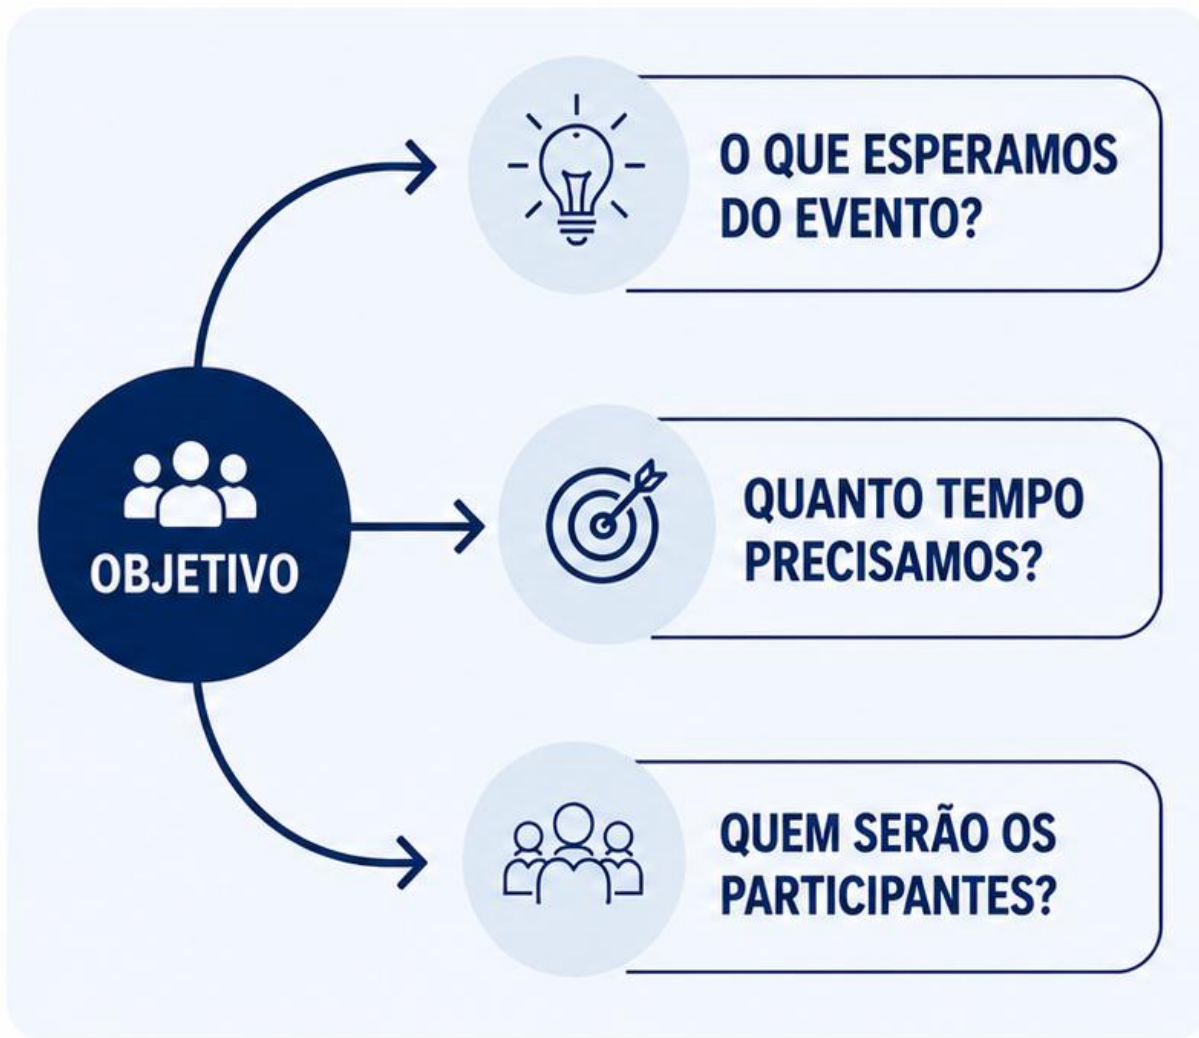 O QUE ESPERAMOS
DO EVENTO?
OBJETIVO
QUANTO TEMPO
PRECISAMOS?
QUEM SERÃO OS
PARTICIPANTES?